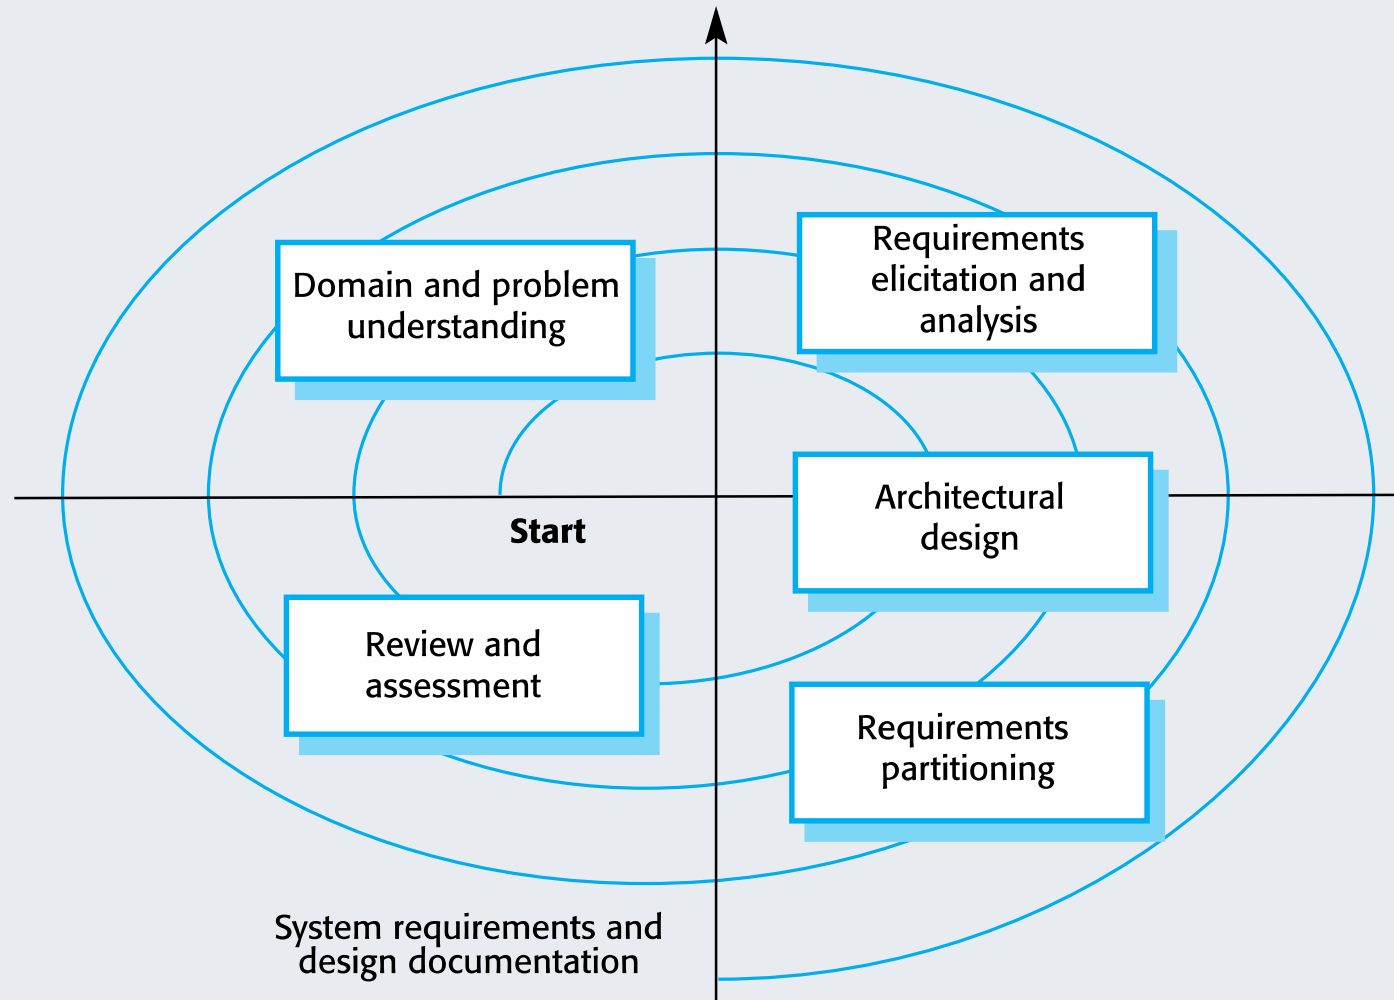 Domain and problem
understanding
Requirements
elicitation and
analysis
Architectural
design
Start
Review and
assessment
Requirements
partitioning
System requirements and
design documentation